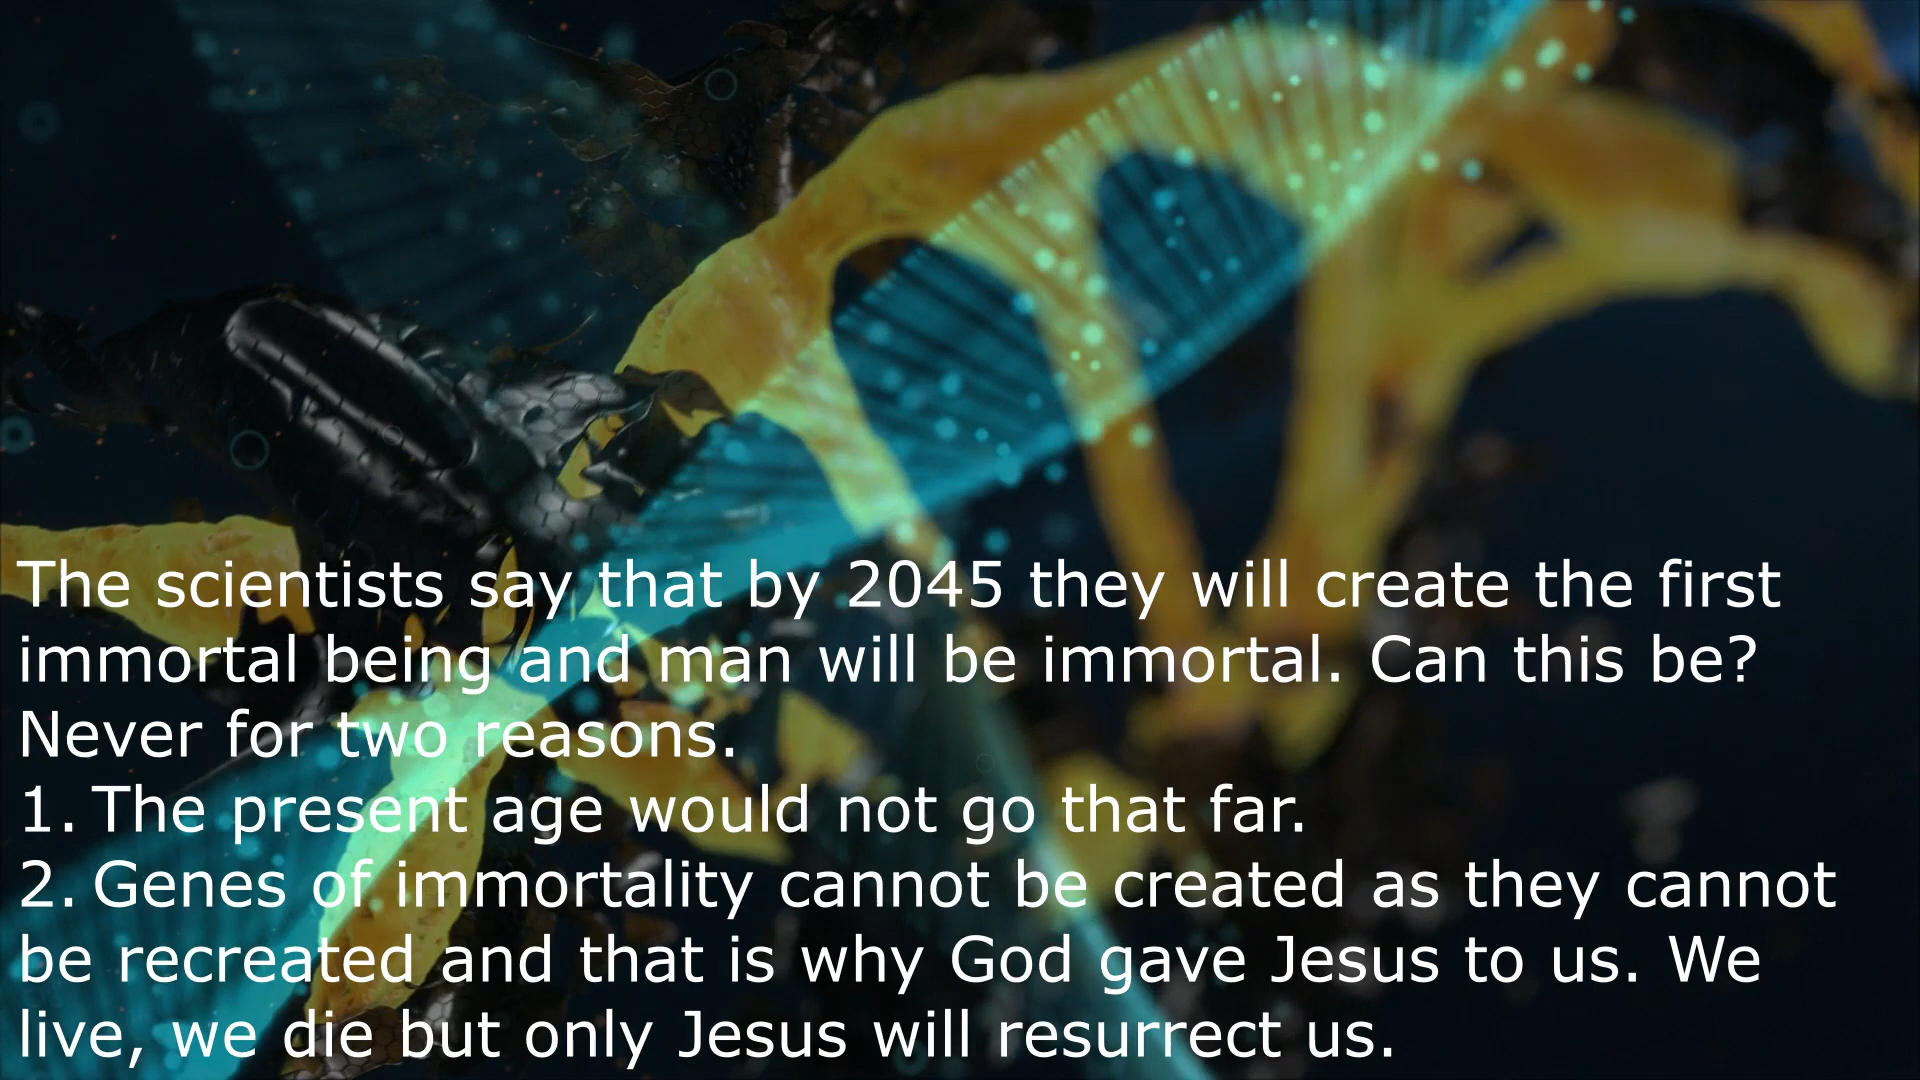 The scientists say that by 2045 they will create the first
immortal being and man will be immortal. Can this be?
Never for two reasons.
1. The present age would not go that far.
2. Genes of immortality cannot be created as they cannot
be recreated and that is why God gave Jesus to us. We
live, we die but only Jesus will resurrect us.